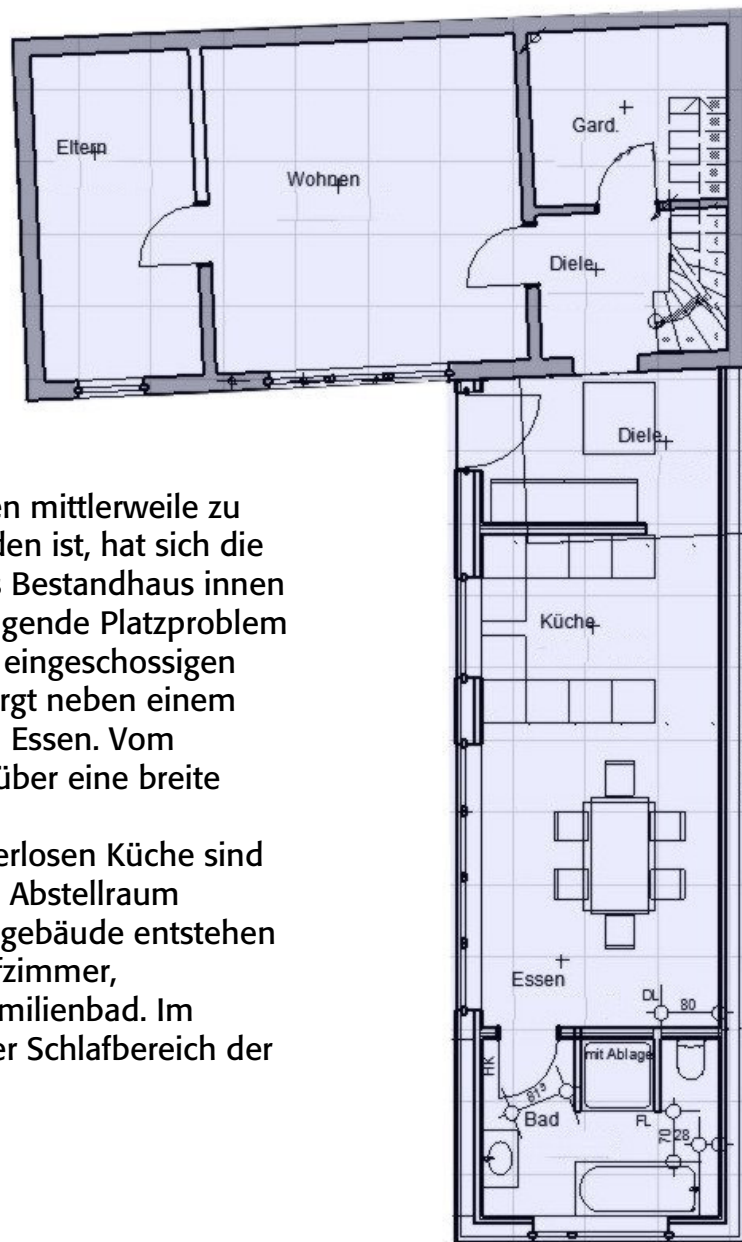 Gard.
Eltern
Wohnen
Diele
Diele
en mittlerweile zu
den ist, hat sich die
s Bestandhaus innen
gende Platzproblem
eingeschossigen
rgt neben einem
Essen. Vom
über eine breite
erlosen Küche sind
Abstellraum
gebäude entstehen
fzimmer,
milienbad. Im
er Schlafbereich der
Küche
Essen
DL
80
HK
mit Ablage
81³
Bad
FL
70
28